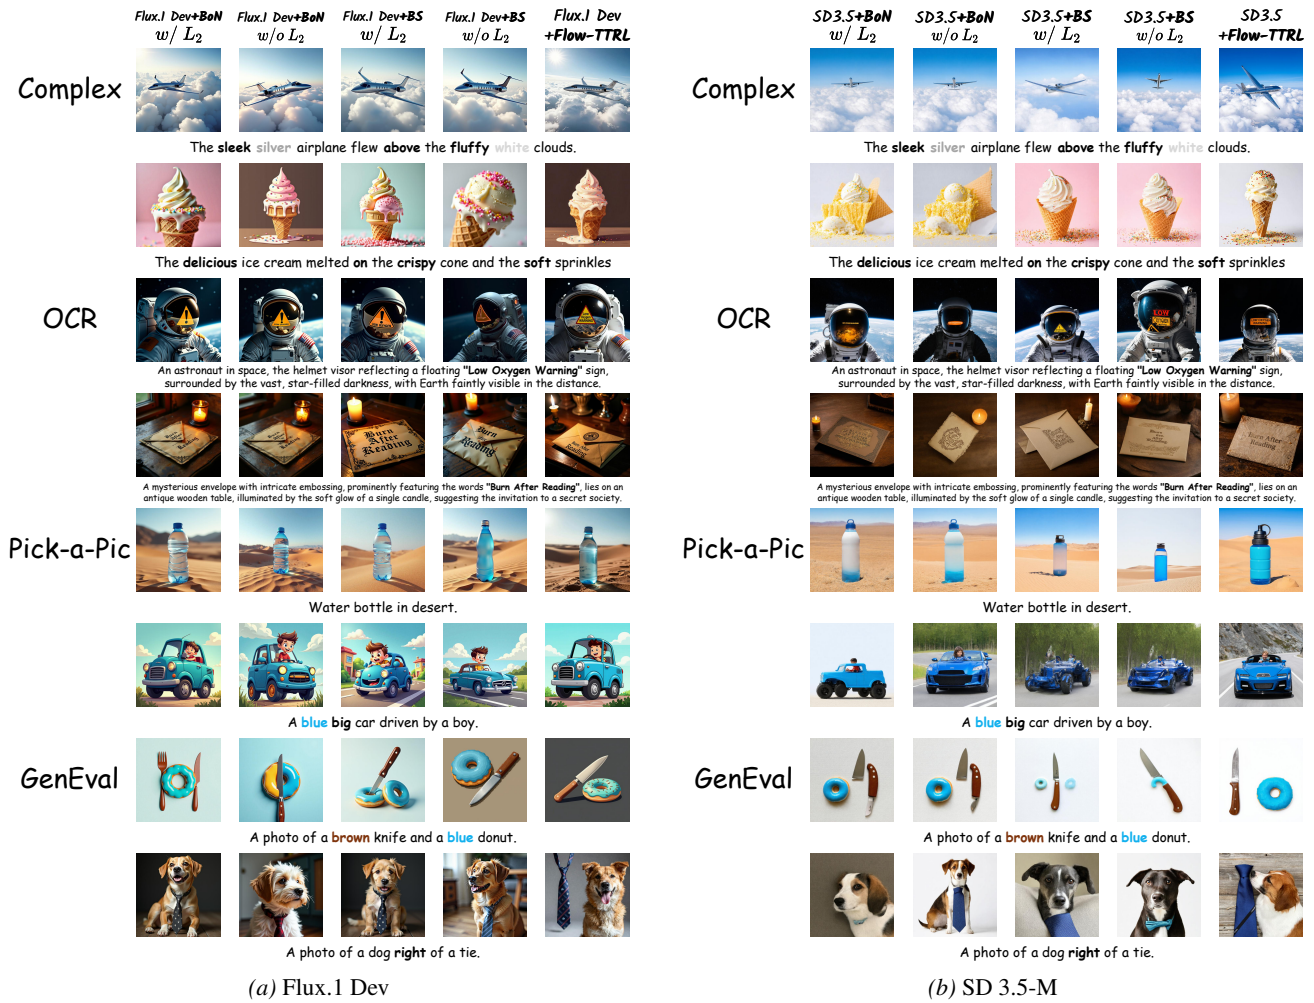 Flux.1 Dev+BoN w/ L2
Flux.1 Dev+BoN w/o L2
Flux.1 Dev+BS w/ L2
Flux.1 Dev+BS w/o L2
Flux.1 Dev +Flow-TTRL
Complex
The sleek silver airplane flew above the fluffy white clouds.
The delicious ice cream melted on the crispy cone and the soft sprinkles
OCR
An astronaut in space, the helmet visor reflecting a floating "Low Oxygen Warning" sign,
surrounded by the vast, star-filled darkness, with Earth faintly visible in the distance.
Burn After Reading
Burn Reading
A mysterious envelope with intricate embossing, prominently featuring the words "Burn After Reading", lies on an
antique wooden table, illuminated by the soft glow of a single candle, suggesting the invitation to a secret society.
Pick-a-Pic
Water bottle in desert.
A blue big car driven by a boy.
GenEval
A photo of a brown knife and a blue donut.
A photo of a dog right of a tie.
(a) Flux.1 Dev
SD3.5+BoN w/ L2
SD3.5+BoN w/o L2
SD3.5+BS w/ L2
SD3.5+BS w/o L2
SD3.5 +Flow-TTRL
Complex
The sleek silver airplane flew above the fluffy white clouds.
The delicious ice cream melted on the crispy cone and the soft sprinkles
OCR
LOW
An astronaut in space, the helmet visor reflecting a floating "Low Oxygen Warning" sign,
surrounded by the vast, star-filled darkness, with Earth faintly visible in the distance.
Burn After Reading
A mysterious envelope with intricate embossing, prominently featuring the words "Burn After Reading", lies on an
antique wooden table, illuminated by the soft glow of a single candle, suggesting the invitation to a secret society.
Pick-a-Pic
Water bottle in desert.
A blue big car driven by a boy.
GenEval
A photo of a brown knife and a blue donut.
A photo of a dog right of a tie.
(b) SD 3.5-M